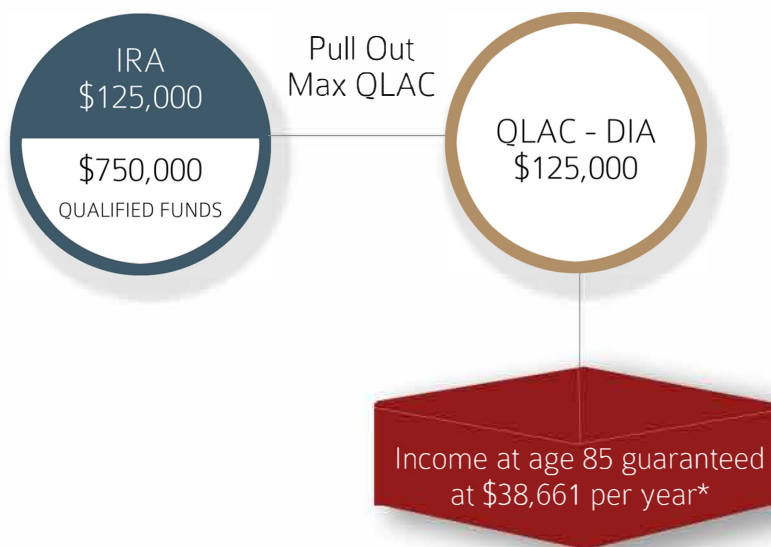 IRA
$125,000
$750,000
QUALIFIED FUNDS
Pull Out
Max QLAC
QLAC - DIA
$125,000
Income at age 85 guaranteed
at $38,661 per year*